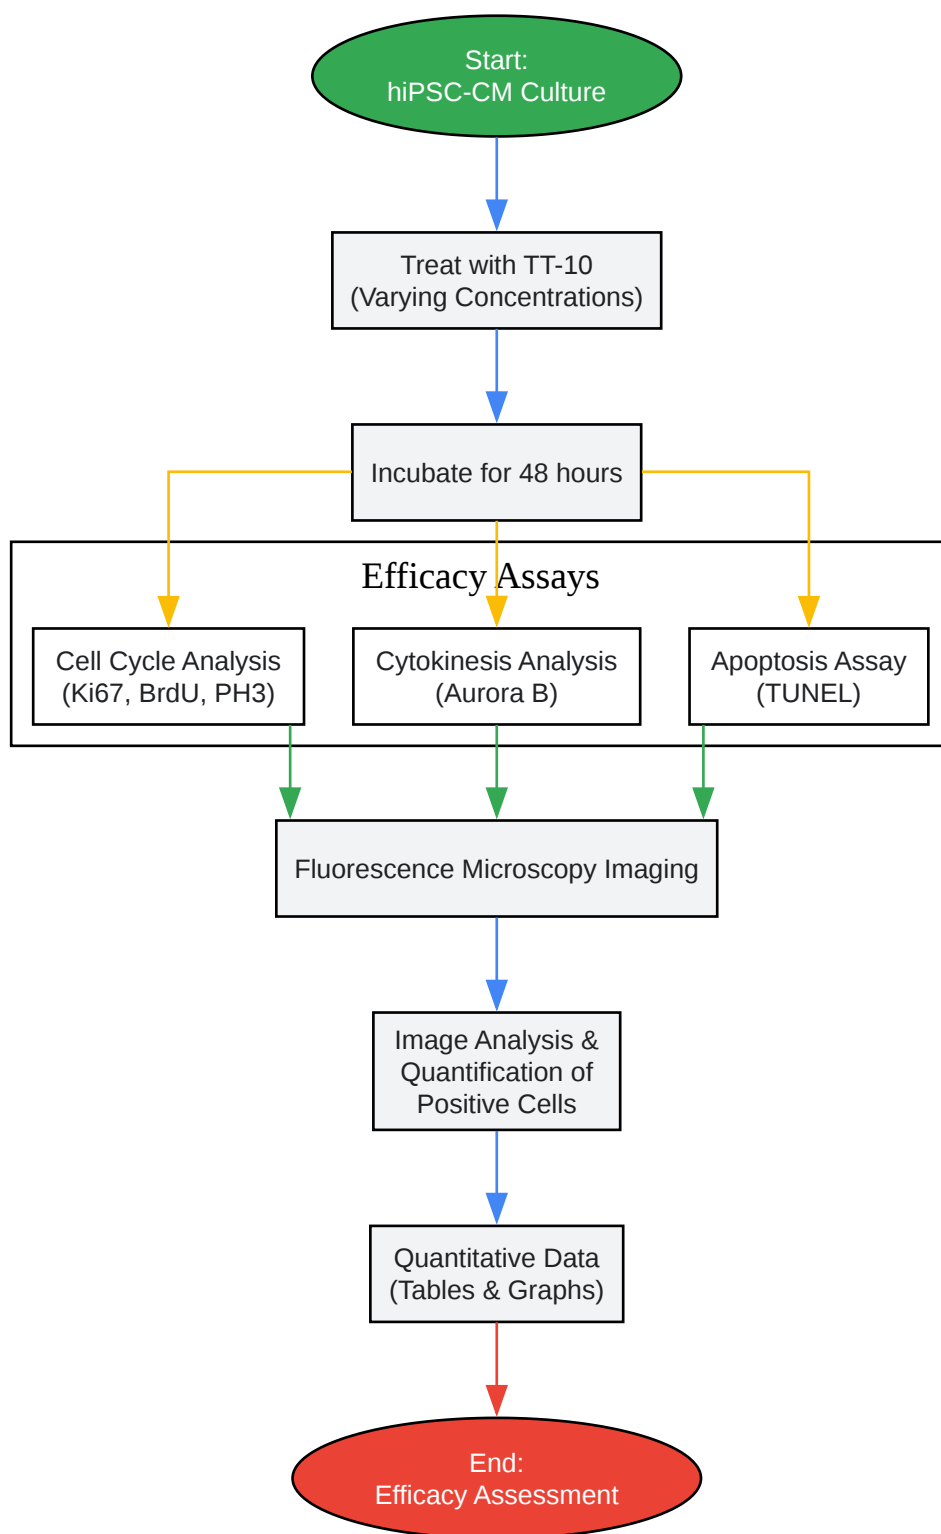 Start:
hiPSC-CM Culture
Treat with TT-10
(Varying Concentrations)
Incubate for 48 hours
Efficacy Assays
Cell Cycle Analysis
(Ki67, BrdU, PH3)
Cytokinesis Analysis
(Aurora B)
Apoptosis Assay
(TUNEL)
Fluorescence Microscopy Imaging
Image Analysis &
Quantification of
Positive Cells
Quantitative Data
(Tables & Graphs)
End:
Efficacy Assessment